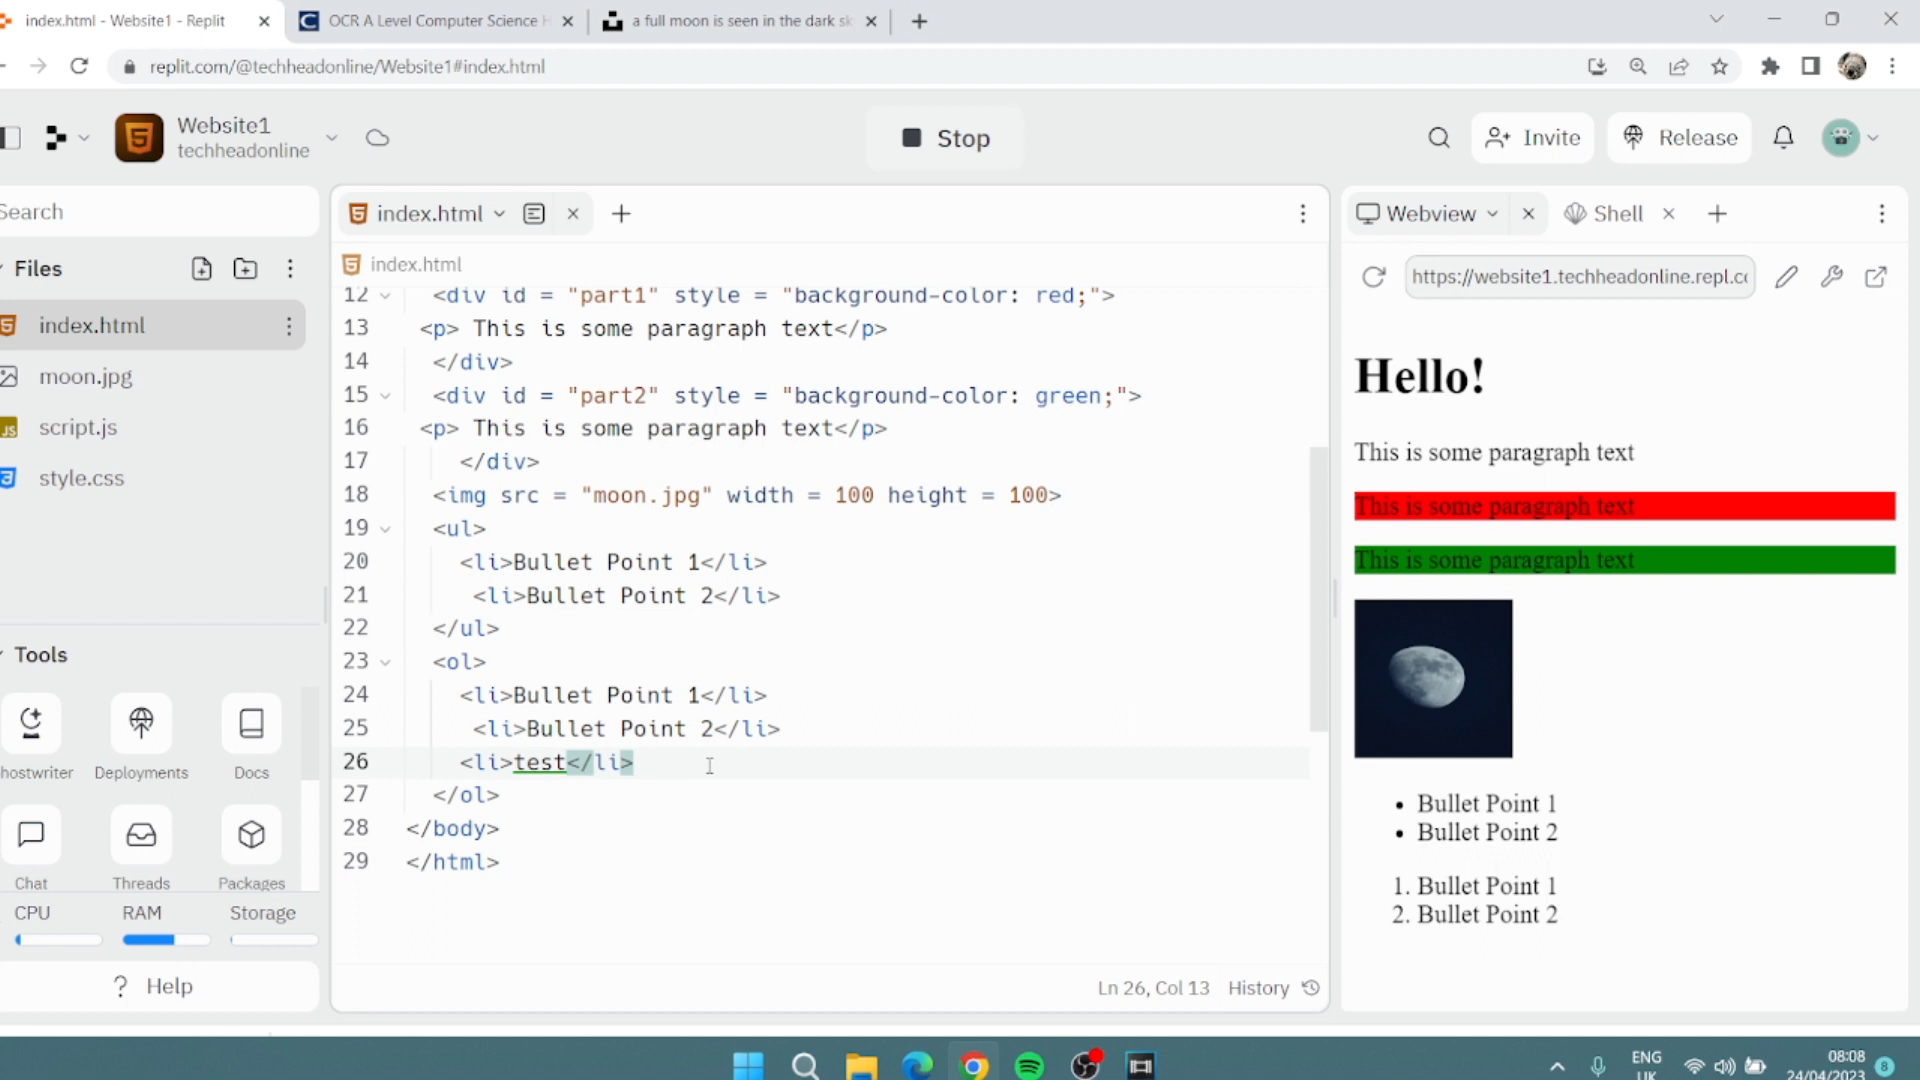 index.html - Website1 - Replit
OCR A Level Computer Science H
a full moon is seen in the dark sk
replit.com/@techheadonline/Website1#index.html
Website1
techheadonline
Stop
Invite
Release
Search
index.html
Webview
Shell
Files
index.html
https://website1.techheadonline.repl.co
index.html
moon.jpg
script.js
style.css
12 <div id = "part1" style = "background-color: red;">
13 <p> This is some paragraph text</p>
14 </div>
15 <div id = "part2" style = "background-color: green;">
16 <p> This is some paragraph text</p>
17 </div>
18 <img src = "moon.jpg" width = 100 height = 100>
19 <ul>
20 <li>Bullet Point 1</li>
21 <li>Bullet Point 2</li>
22 </ul>
23 <ol>
24 <li>Bullet Point 1</li>
25 <li>Bullet Point 2</li>
26 <li>test</li>
27 </ol>
28 </body>
29 </html>
Hello!
This is some paragraph text
This is some paragraph text
This is some paragraph text
• Bullet Point 1
• Bullet Point 2
1. Bullet Point 1
2. Bullet Point 2
Tools
hostwriter
Deployments
Docs
Chat
Threads
Packages
CPU
RAM
Storage
? Help
Ln 26, Col 13
History
ENG
UK
08:08
24/04/2023
8